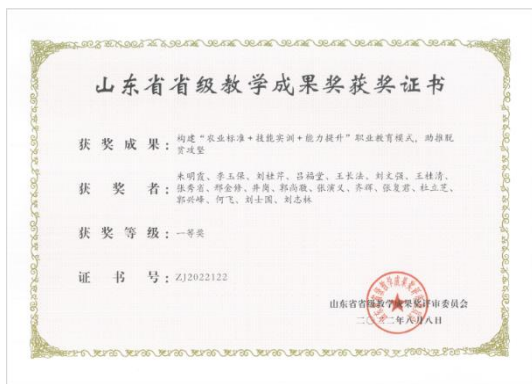 山东省省级教学成果奖获奖证书
获奖成果：构建“农业标准+技能实训+能力提升”职业教育模式，助推脱
贫攻坚
获奖者：朱明霞、李玉保、刘桂芹、吕福堂、王长法、刘文强、王桂清、
张秀省、郑金修、井岗、郭尚敬、张演义、齐辉、张复君、杜立芝、
郭兴峰、何飞、刘士国、刘志林
获奖等级：一等奖
证书号：ZJ2022122
山东省省级教学成果奖评审委员会
二〇二二年八月八日